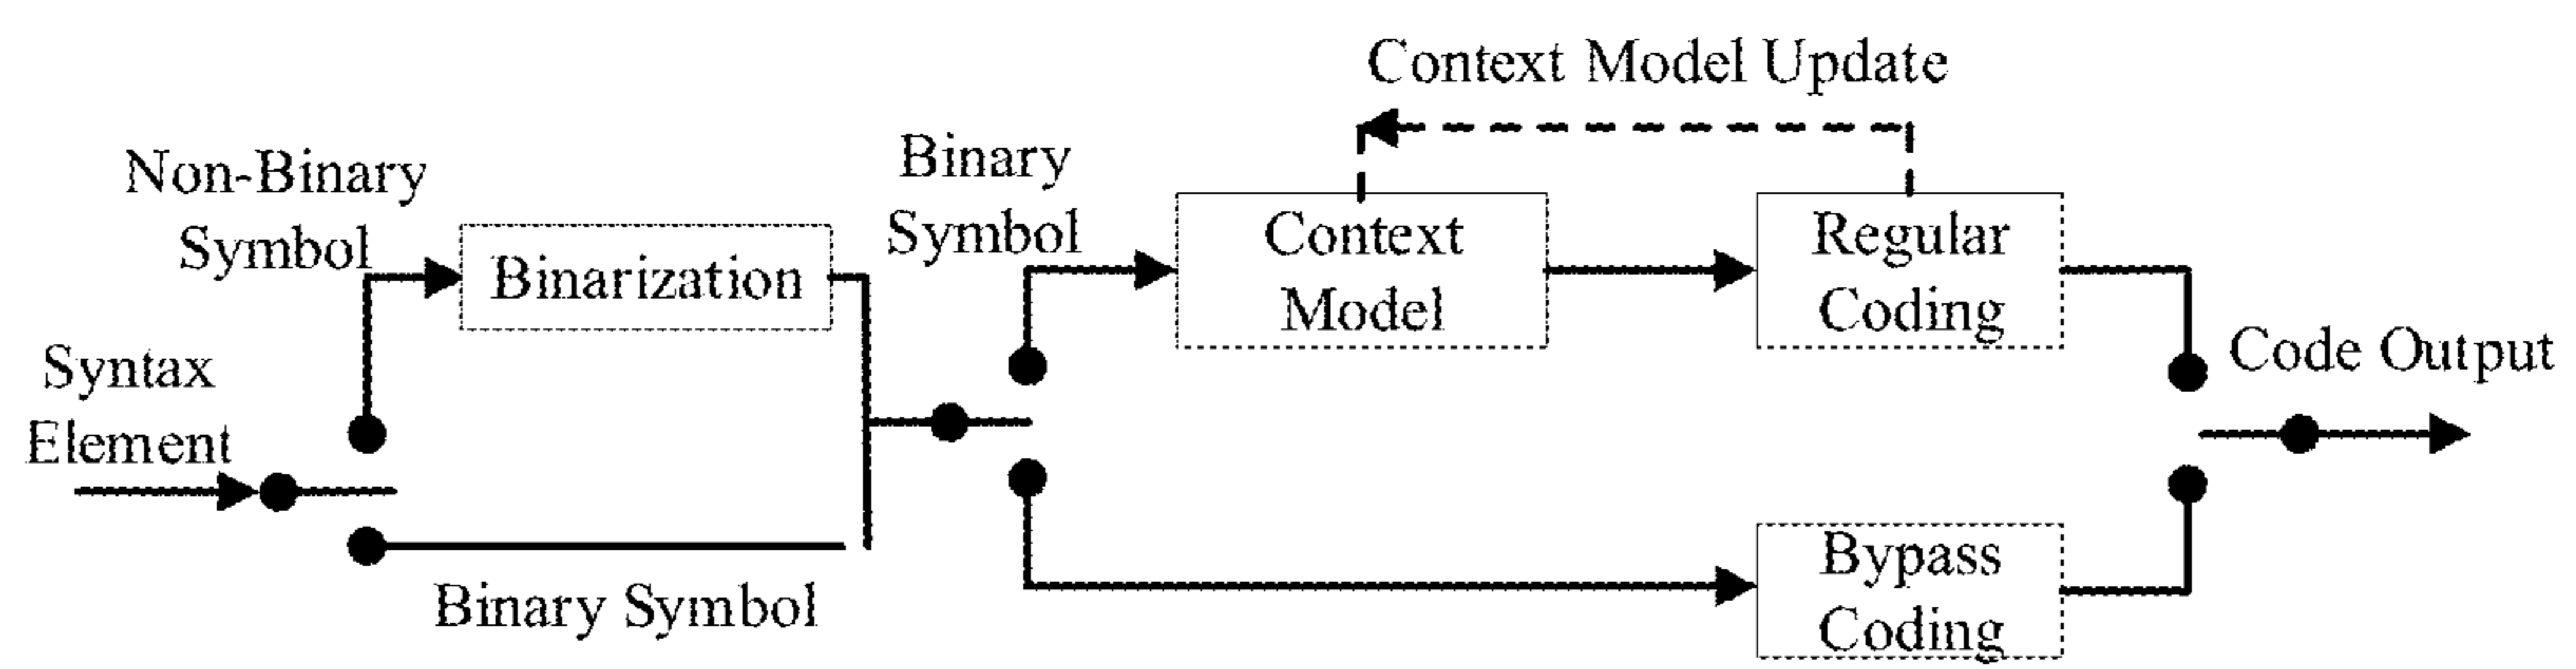 Context Model Update
Non-Binary
Symbol
Binarization
Syntax
Element
Binary Symbol
Binary
Symbol
Context
Model
Regular
Coding
Bypass
Coding
Code Output